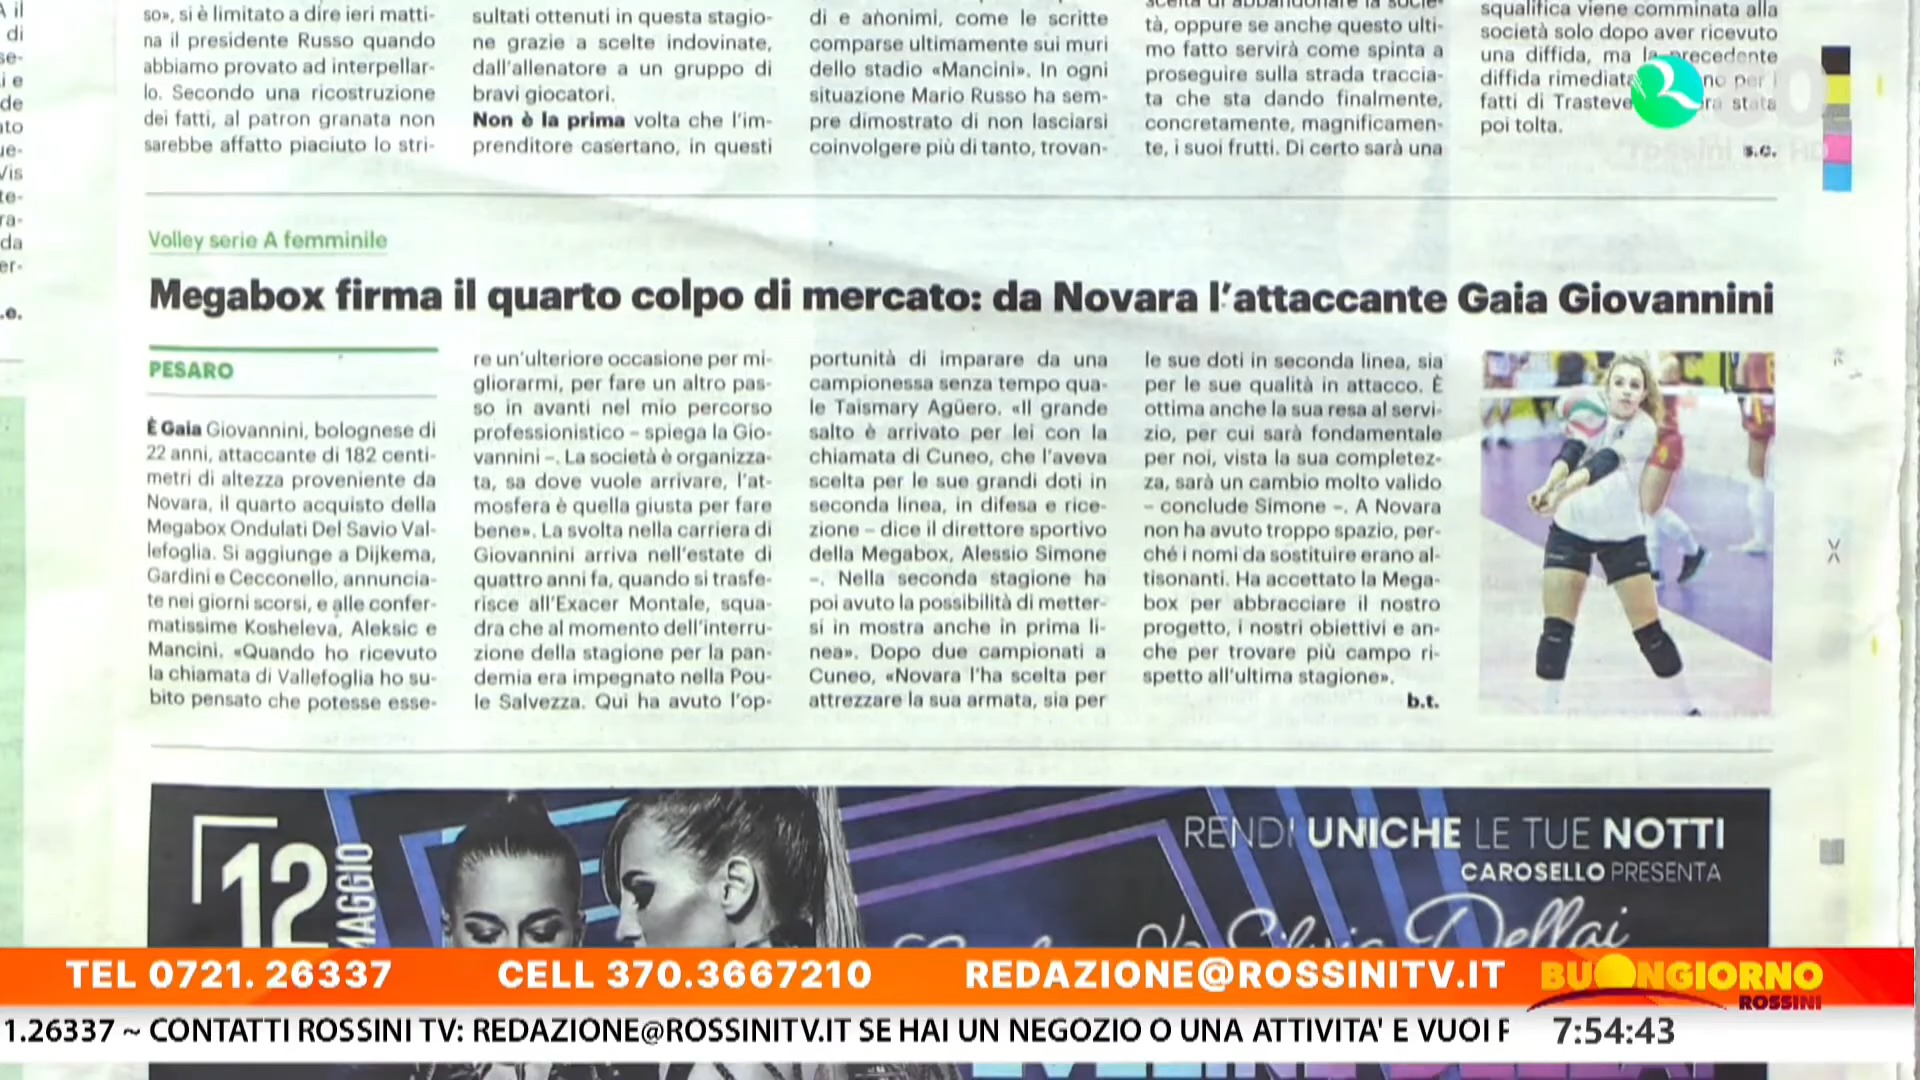 so», si è limitato a dire ieri matti-
na il presidente Russo quando
abbiamo provato ad interpellar-
lo. Secondo una ricostruzione
dei fatti, al patron granata non
sarebbe affatto piaciuto lo stri-
sultati ottenuti in questa stagio-
ne grazie a scelte indovinate,
dall'allenatore a un gruppo di
bravi giocatori.
Non è la prima volta che l'im-
prenditore casertano, in questi
di e anonimi, come le scritte
comparse ultimamente sui muri
dello stadio «Mancini». In ogni
situazione Mario Russo ha sem-
pre dimostrato di non lasciarsi
coinvolgere più di tanto, trovan-
tà, oppure se anche questo ulti-
mo fatto servirà come spinta a
proseguire sulla strada traccia-
ta che sta dando finalmente,
concretamente, magnificamen-
te, i suoi frutti. Di certo sarà una
squalifica viene comminata alla
società solo dopo aver ricevuto
una diffida, ma la precedente
diffida rimediata per i
fatti di Trasteve stata
poi tolta.
s.c.
Volley serie A femminile
Megabox firma il quarto colpo di mercato: da Novara l'attaccante Gaia Giovannini
PESARO
È Gaia Giovannini, bolognese di
22 anni, attaccante di 182 centi-
metri di altezza proveniente da
Novara, il quarto acquisto della
Megabox Ondulati Del Savio Val-
lefoglia. Si aggiunge a Dijkema,
Gardini e Cecconello, annuncia-
te nei giorni scorsi, e alle confer-
matissime Kosheleva, Aleksic e
Mancini. «Quando ho ricevuto
la chiamata di Vallefoglia ho su-
bito pensato che potesse esse-
re un'ulteriore occasione per mi-
gliorarmi, per fare un altro pas-
so in avanti nel mio percorso
professionistico – spiega la Gio-
vannini –. La società è organizza-
ta, sa dove vuole arrivare, l'at-
mosfera è quella giusta per fare
bene». La svolta nella carriera di
Giovannini arriva nell'estate di
quattro anni fa, quando si trasfe-
risce all'Exacer Montale, squa-
dra che al momento dell'interru-
zione della stagione per la pan-
demia era impegnato nella Pou-
le Salvezza. Qui ha avuto l'op-
portunità di imparare da una
campionessa senza tempo qua-
le Taismary Agüero. «Il grande
salto è arrivato per lei con la
chiamata di Cuneo, che l'aveva
scelta per le sue grandi doti in
seconda linea, in difesa e rice-
zione – dice il direttore sportivo
della Megabox, Alessio Simone
–. Nella seconda stagione ha
poi avuto la possibilità di metter-
si in mostra anche in prima li-
nea». Dopo due campionati a
Cuneo, «Novara l'ha scelta per
attrezzare la sua armata, sia per
le sue doti in seconda linea, sia
per le sue qualità in attacco. È
ottima anche la sua resa al servi-
zio, per cui sarà fondamentale
per noi, vista la sua completez-
za, sarà un cambio molto valido
– conclude Simone –. A Novara
non ha avuto troppo spazio, per-
ché i nomi da sostituire erano al-
tisonanti. Ha accettato la Mega-
box per abbracciare il nostro
progetto, i nostri obiettivi e an-
che per trovare più campo ri-
spetto all'ultima stagione».
b.t.
12 MAGGIO
RENDI UNICHE LE TUE NOTTI
CAROSELLO PRESENTA
Silvia Dellai
TEL 0721. 26337 CELL 370.3667210 REDAZIONE@ROSSINITV.IT BUONGIORNO
ROSSINI
1.26337 ~ CONTATTI ROSSINI TV: REDAZIONE@ROSSINITV.IT SE HAI UN NEGOZIO O UNA ATTIVITA' E VUOI 7:54:43